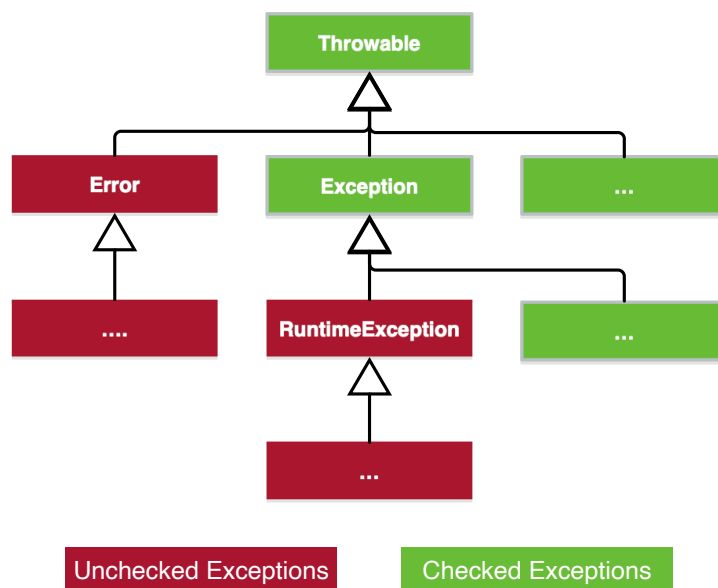 Throwable
Error
Exception
...
....
RuntimeException
...
...
Unchecked Exceptions
Checked Exceptions